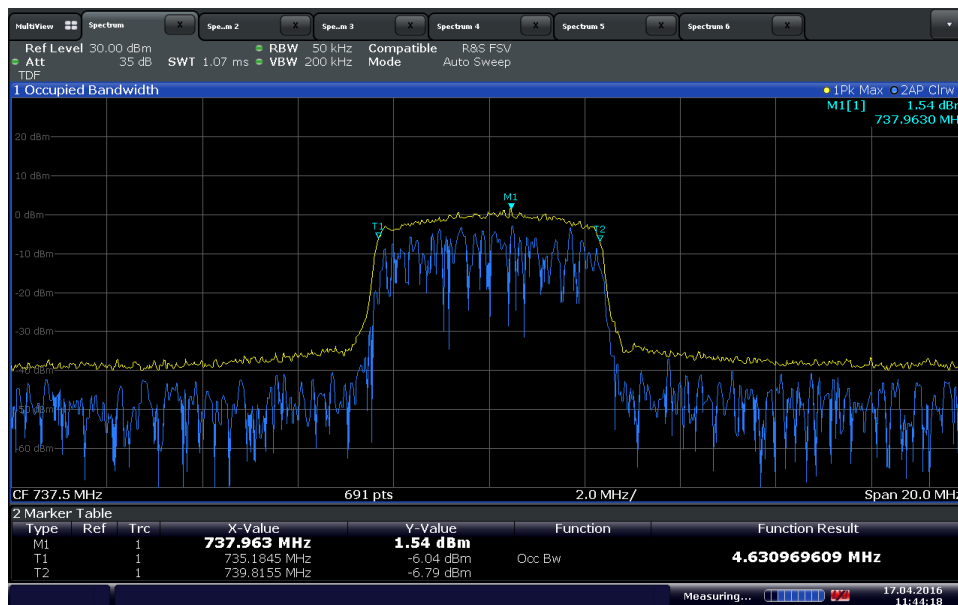 MultiView Spectrum X Spe...m 2 X Spe...m 3 X Spectrum 4 X Spectrum 5 X Spectrum 6 X
Ref Level 30.00 dBm RBW 50 kHz Compatible R&S FSV
Att 35 dB SWT 1.07 ms VBW 200 kHz Mode Auto Sweep
TDF
1 Occupied Bandwidth 1Pk Max 2AP Clrw
M1[1] 1.54 dBm
737.9630 MH
20 dBm
10 dBm
M1
0 dBm
T1 T2
-10 dBm
-20 dBm
-30 dBm
-40 dBm
-50 dBm
-60 dBm
CF 737.5 MHz 691 pts 2.0 MHz/ Span 20.0 MHz
2 Marker Table
Type Ref Trc X-Value Y-Value Function Function Result
M1 1 737.963 MHz 1.54 dBm
T1 1 735.1845 MHz -6.04 dBm Occ Bw 4.630969609 MHz
T2 1 739.8155 MHz -6.79 dBm
Measuring... 17.04.2016
11:44:18